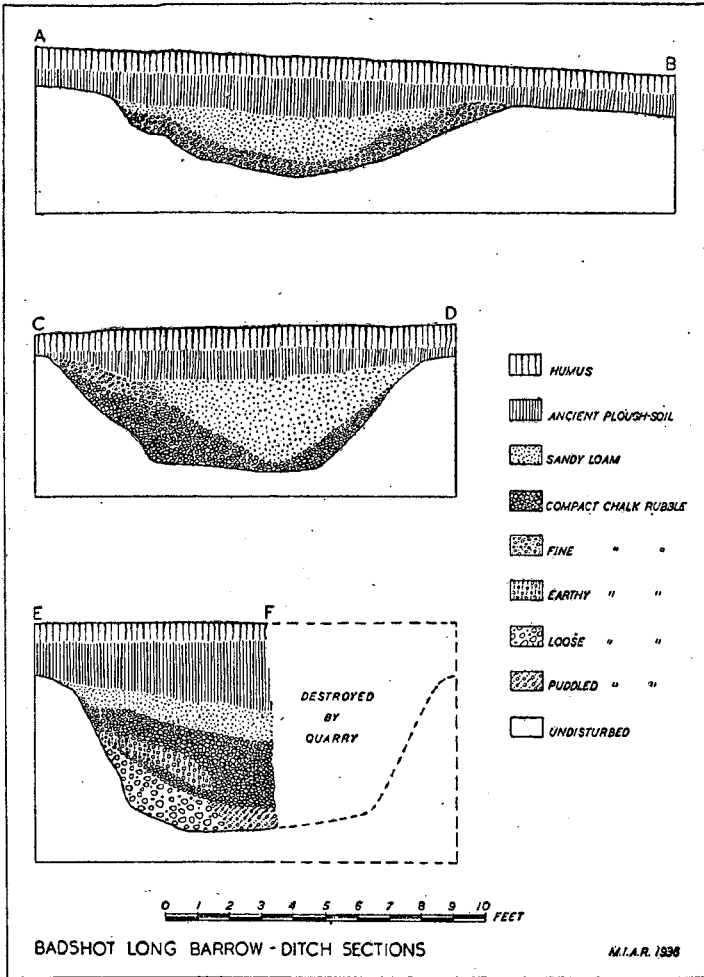 A B
C D
HUMUS
ANCIENT PLOUGH-SOIL
SANDY LOAM
COMPACT CHALK RUBBLE
FINE " "
EARTHY " "
LOOSE " "
PUDDLED " "
UNDISTURBED
E F
DESTROYED
BY
QUARRY
0 1 2 3 4 5 6 7 8 9 10
FEET
BADSHOT LONG BARROW - DITCH SECTIONS
M.I.A.R. 1936